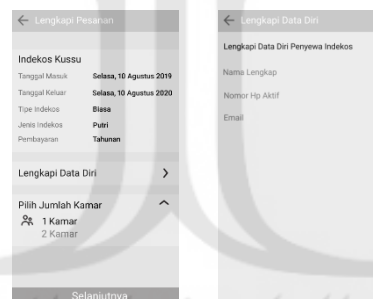 Lengkapi Pesanan
Indekos Kussu
Tanggal Masuk Selasa, 10 Agustus 2019
Tanggal Keluar Selasa, 10 Agustus 2020
Tipe Indekos Biasa
Jenis Indekos Putri
Pembayaran Tahunan
Lengkapi Data Diri
Pilih Jumlah Kamar
1 Kamar
2 Kamar
Selanjutnya
Lengkapi Data Diri
Lengkapi Data Diri Penyewa Indekos
Nama Lengkap
Nomor Hp Aktif
Email